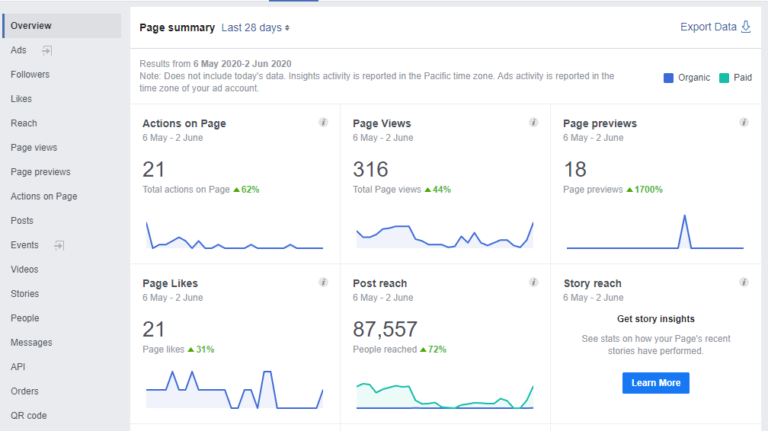 Overview
Ads
Followers
Likes
Reach
Page views
Page previews
Actions on Page
Posts
Events
Videos
Stories
People
Messages
API
Orders
QR code
Page summary Last 28 days
Export Data
Results from 6 May 2020-2 Jun 2020
Note: Does not include today's data. Insights activity is reported in the Pacific time zone. Ads activity is reported in the
time zone of your ad account.
Organic Paid
Actions on Page
6 May - 2 June
21
Total actions on Page ▲62%
Page Views
6 May - 2 June
316
Total Page views ▲44%
Page previews
6 May - 2 June
18
Page previews ▲1700%
Page Likes
6 May - 2 June
21
Page likes ▲31%
Post reach
6 May - 2 June
87,557
People reached ▲72%
Story reach
6 May - 2 June
Get story insights
See stats on how your Page's recent
stories have performed.
Learn More